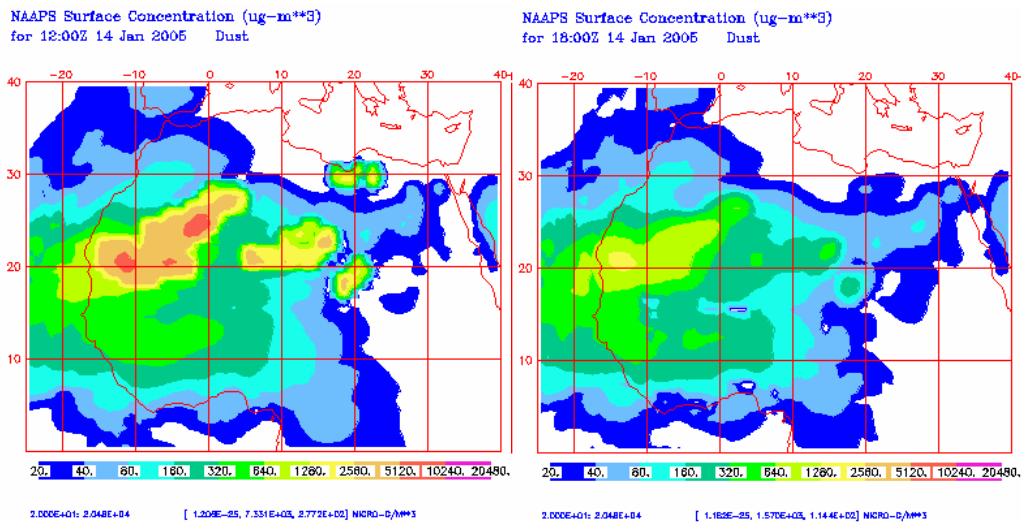 NAAPS Surface Concentration (ug-m**3)
for 12:00Z 14 Jan 2005 Dust
-20 -10 0 10 20 30 40
40
30
20
10
20. 40. 80. 160. 320. 640. 1280. 2560. 5120. 10240. 20480.
2.000E+01: 2.048E+04 [ 1.209E-25, 7.331E+03, 2.772E+02] MICRO-G/M**3
NAAPS Surface Concentration (ug-m**3)
for 18:00Z 14 Jan 2005 Dust
-20 -10 0 10 20 30 40
40
30
20
10
20. 40. 80. 160. 320. 640. 1280. 2560. 5120. 10240. 20480.
2.000E+01: 2.048E+04 [ 1.162E-25, 1.570E+03, 1.144E+02] MICRO-G/M**3